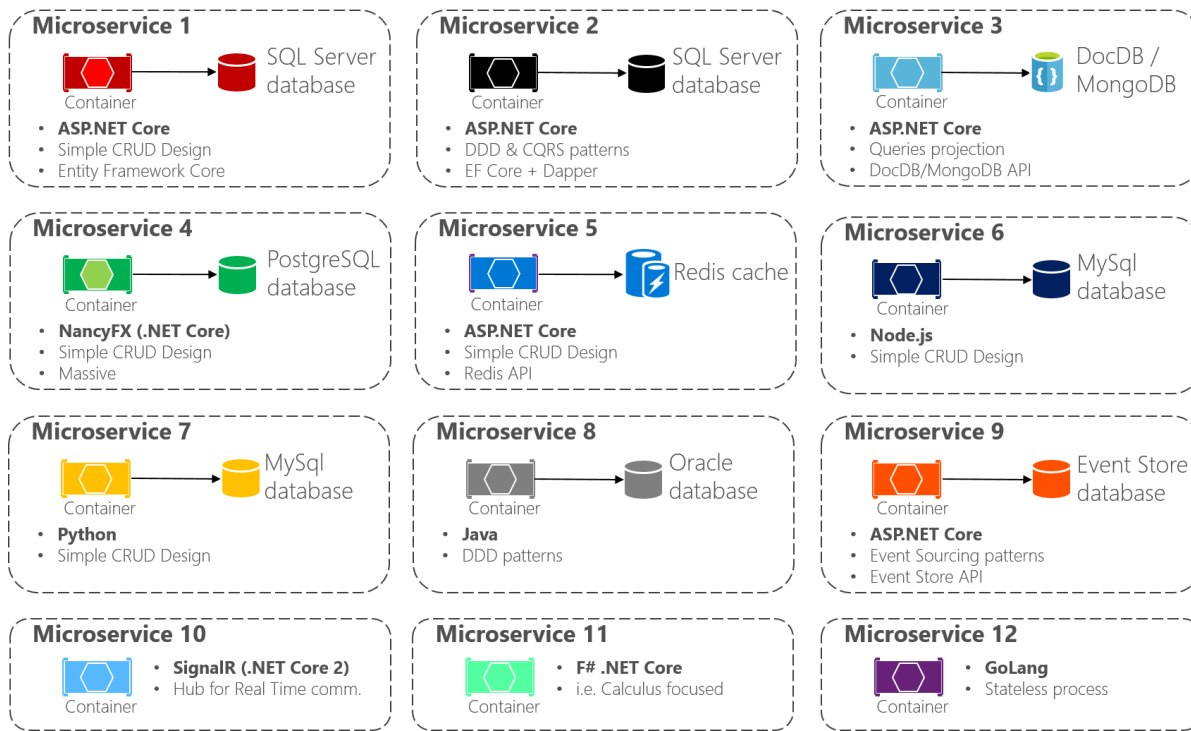 Microservice 1
SQL Server
database
Container
• ASP.NET Core
• Simple CRUD Design
• Entity Framework Core
Microservice 2
SQL Server
database
Container
• ASP.NET Core
• DDD & CQRS patterns
• EF Core + Dapper
Microservice 3
DocDB /
MongoDB
{ }
Container
• ASP.NET Core
• Queries projection
• DocDB/MongoDB API
Microservice 4
PostgreSQL
database
Container
• NancyFX (.NET Core)
• Simple CRUD Design
• Massive
Microservice 5
Redis cache
Container
• ASP.NET Core
• Simple CRUD Design
• Redis API
Microservice 6
MySql
database
Container
• Node.js
• Simple CRUD Design
Microservice 7
MySql
database
Container
• Python
• Simple CRUD Design
Microservice 8
Oracle
database
Container
• Java
• DDD patterns
Microservice 9
Event Store
database
Container
• ASP.NET Core
• Event Sourcing patterns
• Event Store API
Microservice 10
• SignalR (.NET Core 2)
• Hub for Real Time comm.
Container
Microservice 11
• F# .NET Core
• i.e. Calculus focused
Container
Microservice 12
• GoLang
• Stateless process
Container